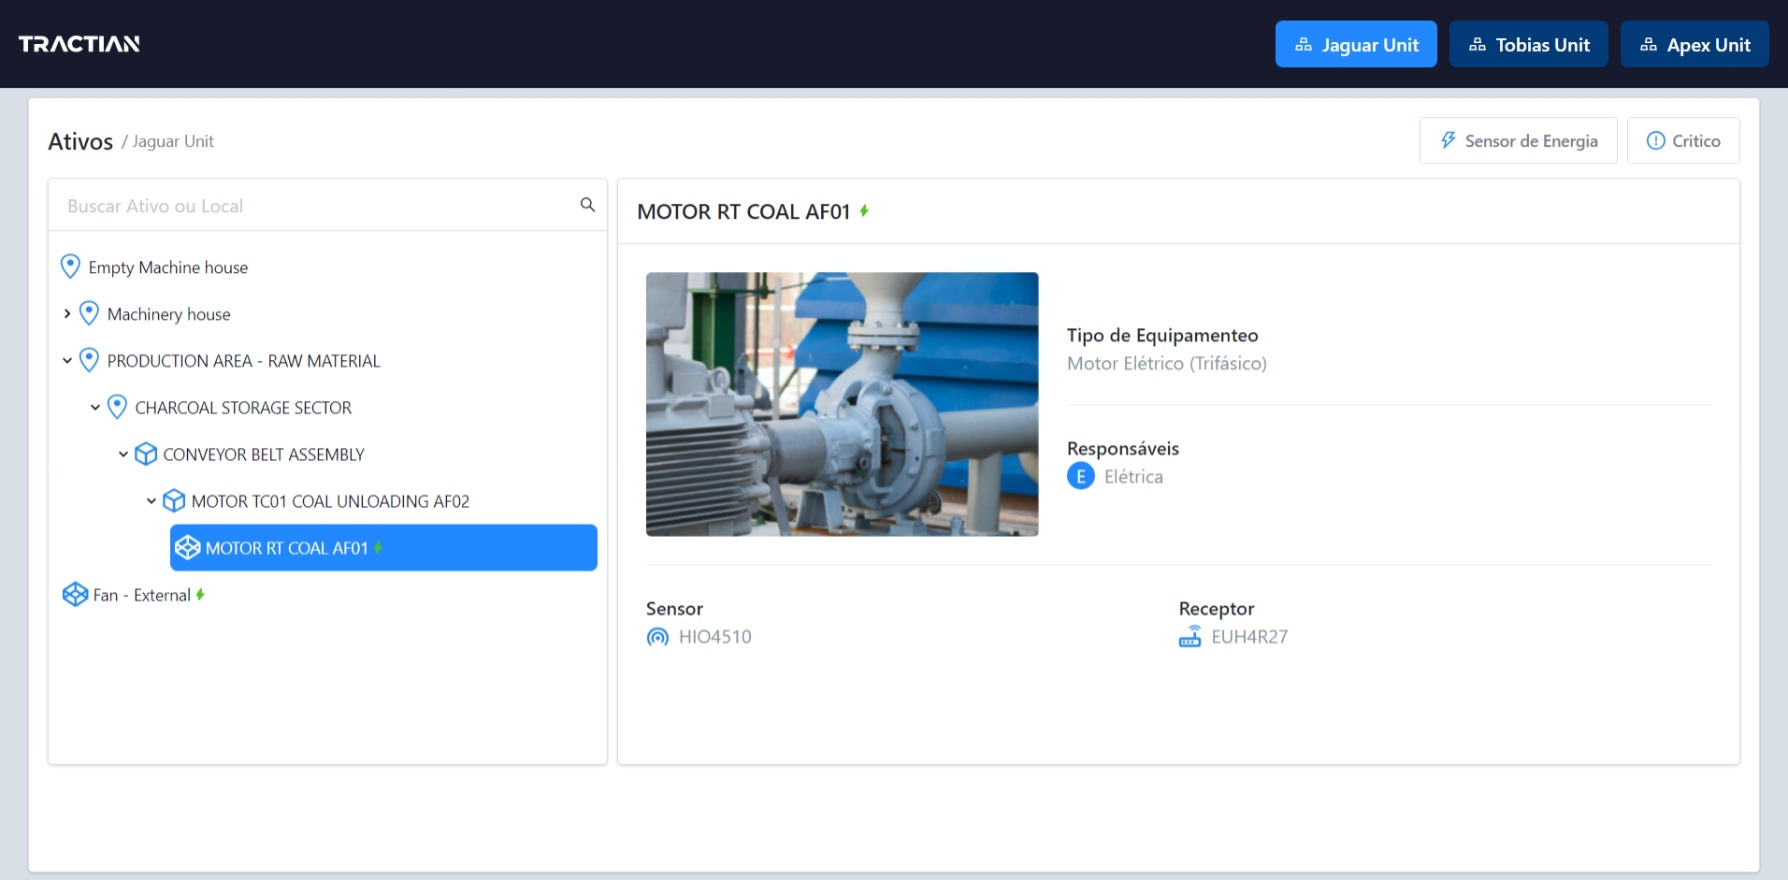 TRACTIAN
Jaguar Unit
Tobias Unit
Apex Unit
Ativos / Jaguar Unit
Sensor de Energia
Critico
Buscar Ativo ou Local
Empty Machine house
Machinery house
PRODUCTION AREA - RAW MATERIAL
CHARCOAL STORAGE SECTOR
CONVEYOR BELT ASSEMBLY
MOTOR TC01 COAL UNLOADING AF02
MOTOR RT COAL AF01
Fan - External
MOTOR RT COAL AF01
Tipo de Equipamenteo
Motor Elétrico (Trifásico)
Responsáveis
E Elétrica
Sensor
HIO4510
Receptor
EUH4R27